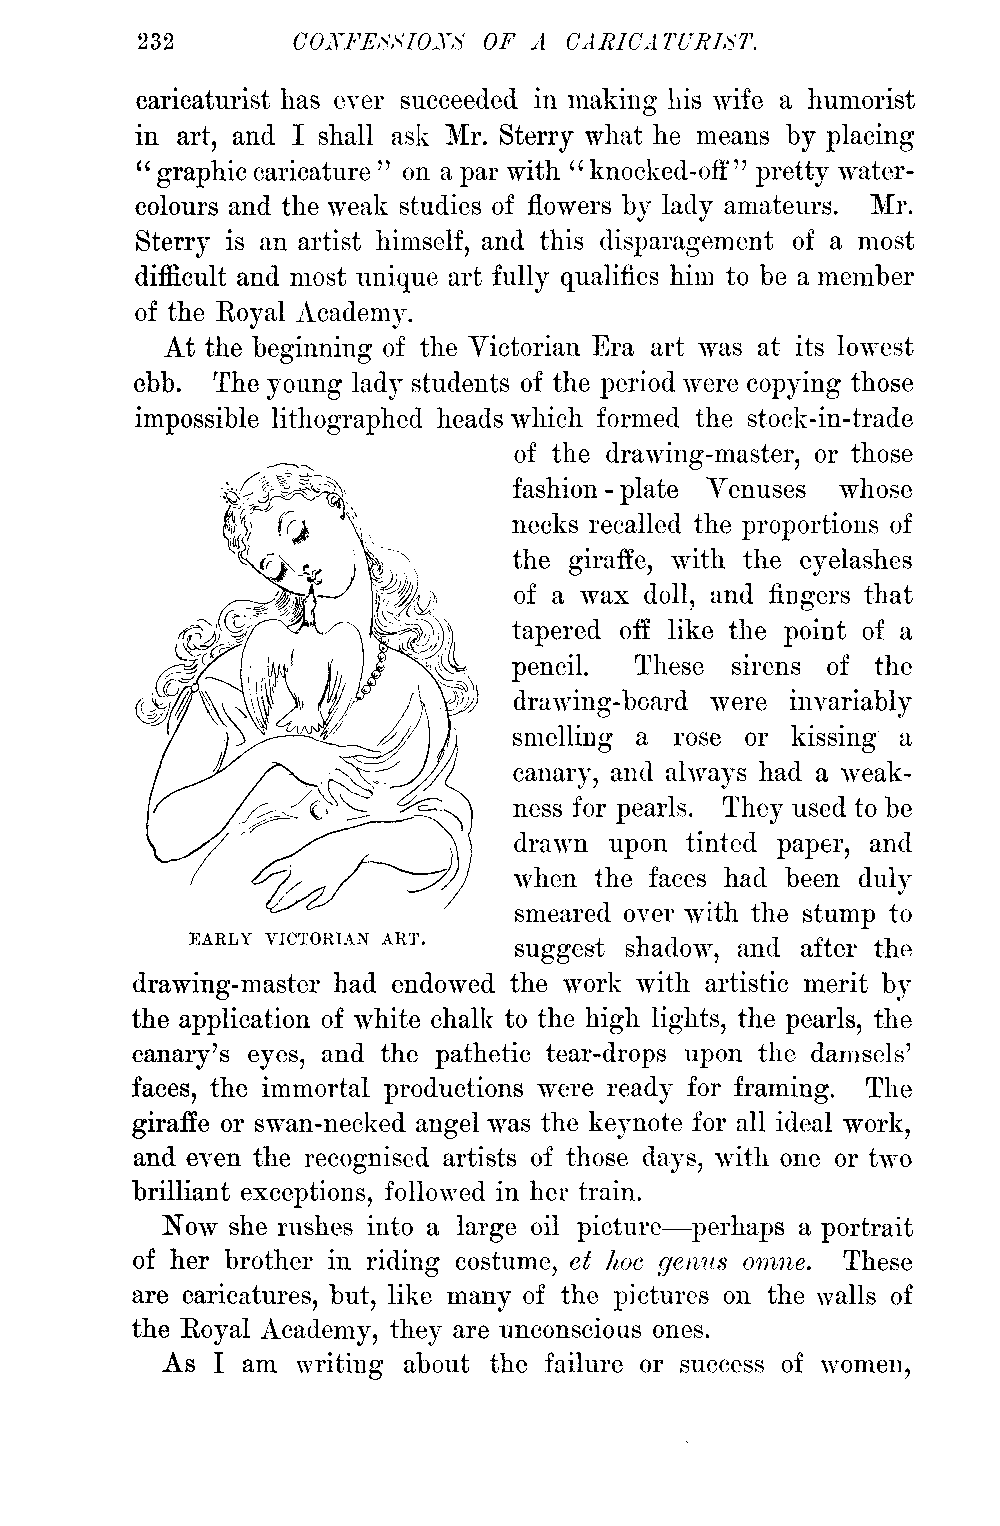 232 CONFESSIONS OF A CARICATURIST.
caricaturist has ever succeeded in making his wife a humorist
in art, and I shall ask Mr. Sterry what he means by placing
“graphic caricature” on a par with “knocked-off” pretty water-
colours and the weak studies of flowers by lady amateurs. Mr.
Sterry is an artist himself, and this disparagement of a most
difficult and most unique art fully qualifies him to be a member
of the Royal Academy.
At the beginning of the Victorian Era art was at its lowest
ebb. The young lady students of the period were copying those
impossible lithographed heads which formed the stock-in-trade
of the drawing-master, or those
fashion-plate Venuses whose
necks recalled the proportions of
the giraffe, with the eyelashes
of a wax doll, and fingers that
tapered off like the point of a
pencil. These sirens of the
drawing-board were invariably
smelling a rose or kissing a
canary, and always had a weak-
ness for pearls. They used to be
drawn upon tinted paper, and
when the faces had been duly
smeared over with the stump to
suggest shadow, and after the
EARLY VICTORIAN ART.
drawing-master had endowed the work with artistic merit by
the application of white chalk to the high lights, the pearls, the
canary’s eyes, and the pathetic tear-drops upon the damsels’
faces, the immortal productions were ready for framing. The
giraffe or swan-necked angel was the keynote for all ideal work,
and even the recognised artists of those days, with one or two
brilliant exceptions, followed in her train.
Now she rushes into a large oil picture—perhaps a portrait
of her brother in riding costume, et hoc genus omne. These
are caricatures, but, like many of the pictures on the walls of
the Royal Academy, they are unconscious ones.
As I am writing about the failure or success of women,